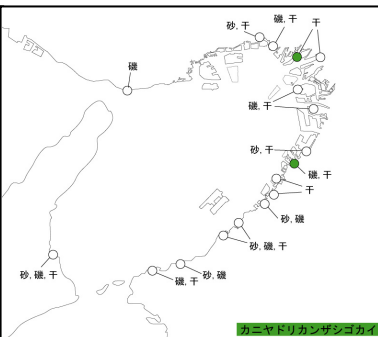 砂, 干
磯, 干
干
磯
磯, 干
砂, 干
磯, 干
干
砂, 磯
砂, 磯, 干
砂, 磯
磯, 干
砂, 磯, 干
カニヤドリカンザシゴカイ